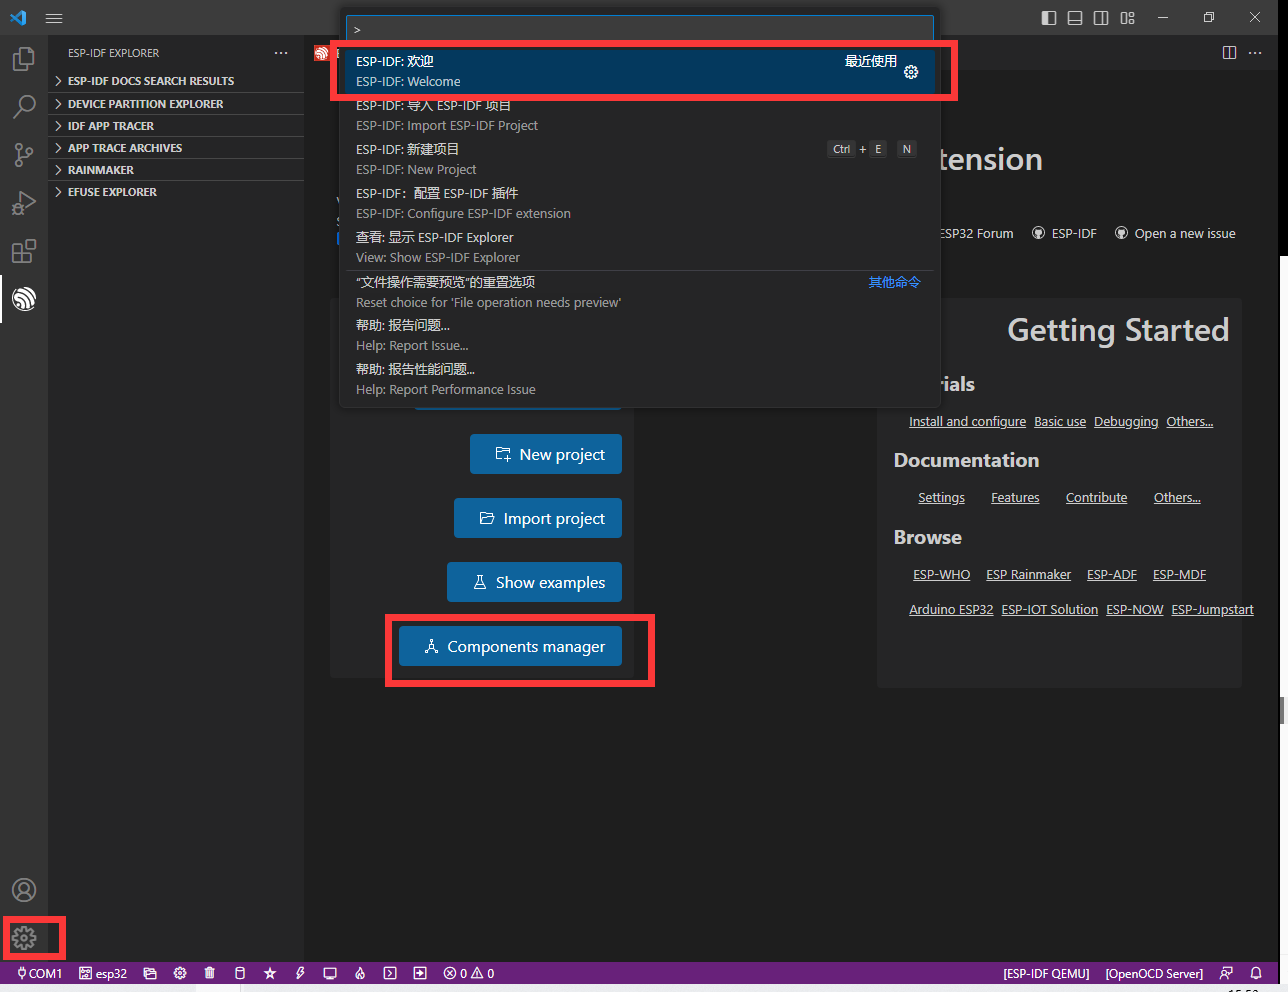 ESP-IDF EXPLORER
ESP-IDF DOCS SEARCH RESULTS
DEVICE PARTITION EXPLORER
IDF APP TRACER
APP TRACE ARCHIVES
RAINMAKER
EFUSE EXPLORER
>
ESP-IDF: 欢迎 最近使用
ESP-IDF: Welcome
ESP-IDF: 导入 ESP-IDF 项目
ESP-IDF: Import ESP-IDF Project
ESP-IDF: 新建项目 Ctrl + E N
ESP-IDF: New Project
ESP-IDF：配置 ESP-IDF 插件
ESP-IDF: Configure ESP-IDF extension
查看: 显示 ESP-IDF Explorer
View: Show ESP-IDF Explorer
“文件操作需要预览”的重置选项 其他命令
Reset choice for 'File operation needs preview'
帮助: 报告问题...
Help: Report Issue...
帮助: 报告性能问题...
Help: Report Performance Issue
tension
ESP32 Forum ESP-IDF Open a new issue
New project
Import project
Show examples
Components manager
Getting Started
rials
Install and configure Basic use Debugging Others...
Documentation
Settings Features Contribute Others...
Browse
ESP-WHO ESP Rainmaker ESP-ADF ESP-MDF
Arduino ESP32 ESP-IOT Solution ESP-NOW ESP-Jumpstart
COM1 esp32 0 0 [ESP-IDF QEMU] [OpenOCD Server]